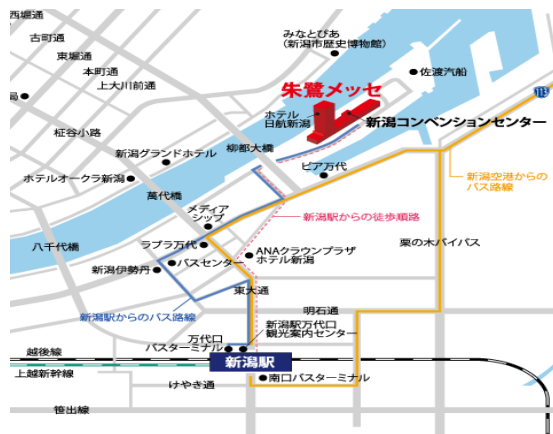 西堀通
古町通
東堀通
本町通
上大川前通
みなとぴあ
(新潟市歴史博物館)
佐渡汽船
朱鷺メッセ
ホテル
日航新潟
新潟コンベンションセンター
113
局
柾谷小路
新潟グランドホテル
柳都大橋
ピア万代
ホテルオークラ新潟
萬代橋
新潟空港からの
バス路線
メディア
シップ
新潟駅からの徒歩順路
八千代橋
ラブラ万代
ANAクラウンプラザ
ホテル新潟
栗の木バイパス
バスセンター
新潟伊勢丹
東大通
新潟駅からのバス路線
明石通
万代口
バスターミナル
新潟駅万代口
観光案内センター
越後線
新潟駅
上越新幹線
南口バスターミナル
けやき通
笹出線